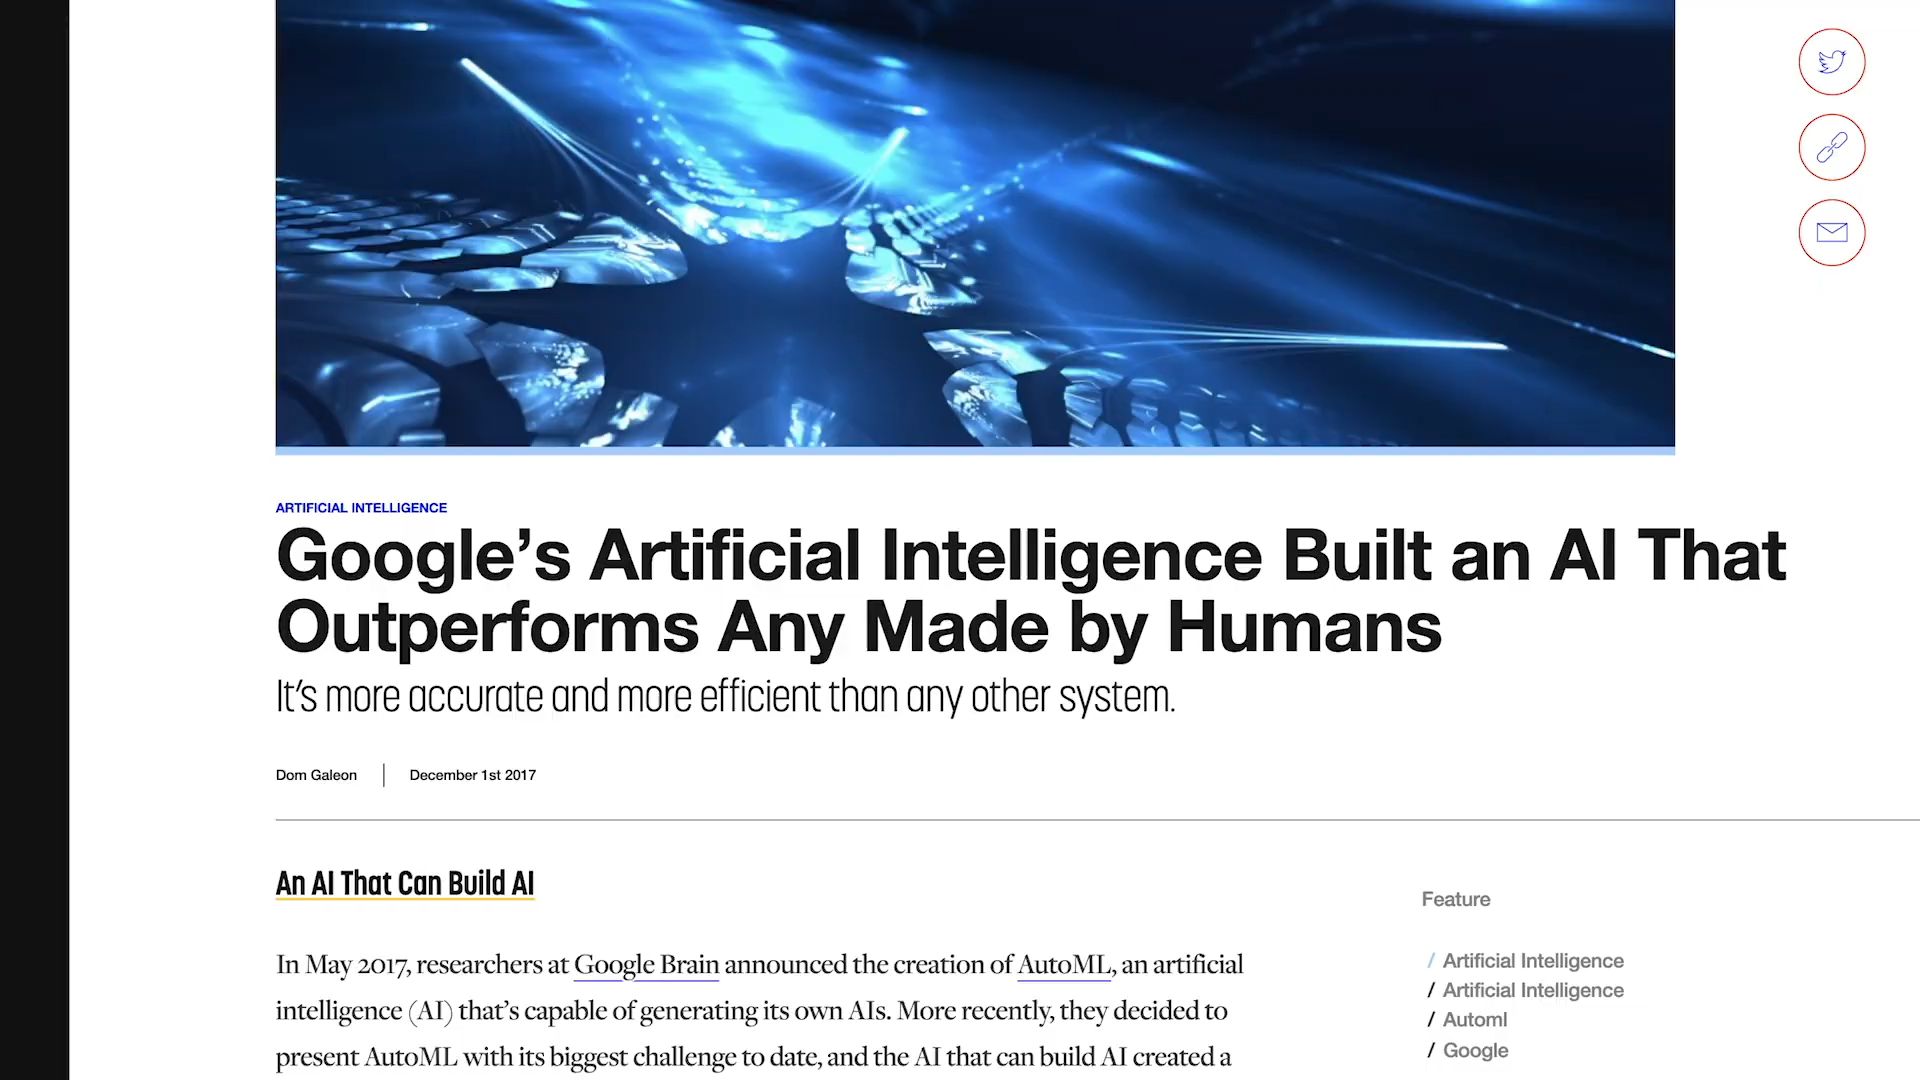 ARTIFICIAL INTELLIGENCE
Google’s Artificial Intelligence Built an AI That
Outperforms Any Made by Humans
It’s more accurate and more efficient than any other system.
Dom Galeon
December 1st 2017
An AI That Can Build AI
In May 2017, researchers at Google Brain announced the creation of AutoML, an artificial
intelligence (AI) that’s capable of generating its own AIs. More recently, they decided to
present AutoML with its biggest challenge to date, and the AI that can build AI created a
Feature
/ Artificial Intelligence
/ Artificial Intelligence
/ Automl
/ Google